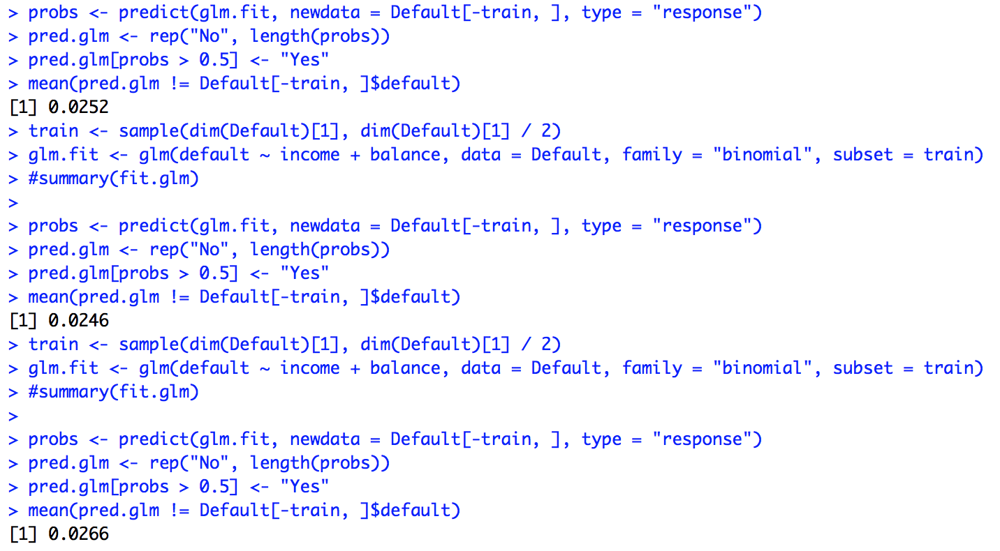 > probs <- predict(glm.fit, newdata = Default[-train, ], type = "response")
> pred.glm <- rep("No", length(probs))
> pred.glm[probs > 0.5] <- "Yes"
> mean(pred.glm != Default[-train, ]$default)
[1] 0.0252
> train <- sample(dim(Default)[1], dim(Default)[1] / 2)
> glm.fit <- glm(default ~ income + balance, data = Default, family = "binomial", subset = train)
> #summary(fit.glm)
>
> probs <- predict(glm.fit, newdata = Default[-train, ], type = "response")
> pred.glm <- rep("No", length(probs))
> pred.glm[probs > 0.5] <- "Yes"
> mean(pred.glm != Default[-train, ]$default)
[1] 0.0246
> train <- sample(dim(Default)[1], dim(Default)[1] / 2)
> glm.fit <- glm(default ~ income + balance, data = Default, family = "binomial", subset = train)
> #summary(fit.glm)
>
> probs <- predict(glm.fit, newdata = Default[-train, ], type = "response")
> pred.glm <- rep("No", length(probs))
> pred.glm[probs > 0.5] <- "Yes"
> mean(pred.glm != Default[-train, ]$default)
[1] 0.0266